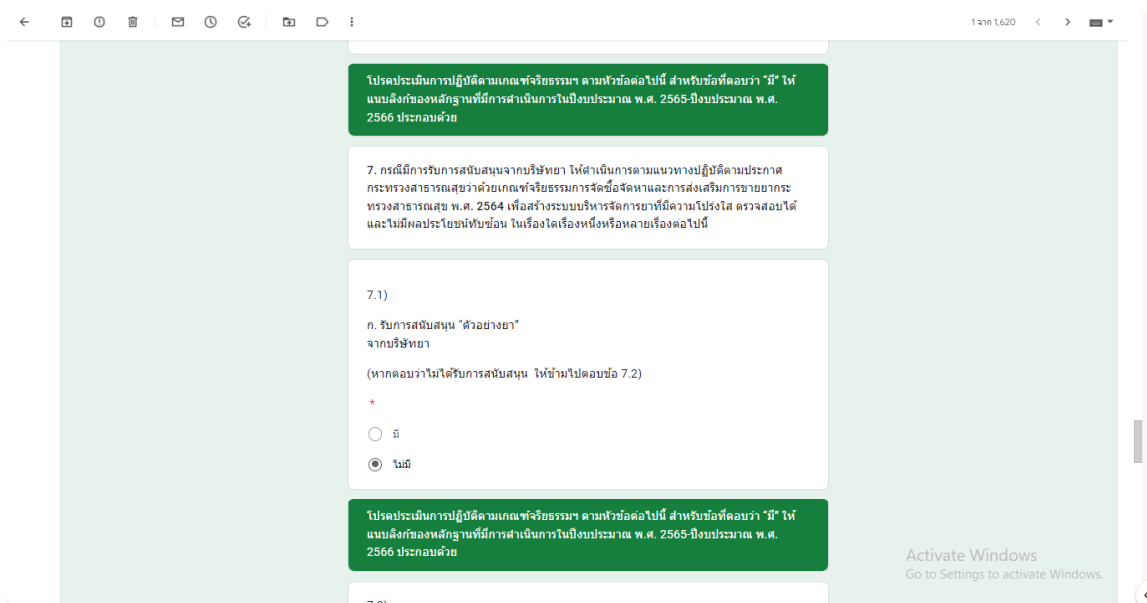 1 จาก 1,620
โปรดประเมินการปฏิบัติตามเกณฑ์จริยธรรมฯ ตามหัวข้อต่อไปนี้ สำหรับข้อที่ตอบว่า "มี" ให้
แนบลิงก์ของหลักฐานที่มีการดำเนินการในปีงบประมาณ พ.ศ. 2565-ปีงบประมาณ พ.ศ.
2566 ประกอบด้วย
7. กรณีมีการรับการสนับสนุนจากบริษัทยา ให้ดำเนินการตามแนวทางปฏิบัติตามประกาศ
กระทรวงสาธารณสุขว่าด้วยเกณฑ์จริยธรรมการจัดซื้อจัดหาและการส่งเสริมการขายยากระ
ทรวงสาธารณสุข พ.ศ. 2564 เพื่อสร้างระบบบริหารจัดการยาที่มีความโปร่งใส ตรวจสอบได้
และไม่มีผลประโยชน์ทับซ้อน ในเรื่องใดเรื่องหนึ่งหรือหลายเรื่องต่อไปนี้
7.1)
ก. รับการสนับสนุน "ตัวอย่างยา"
จากบริษัทยา
(หากตอบว่าไม่ได้รับการสนับสนุน ให้ข้ามไปตอบข้อ 7.2)
*
มี
ไม่มี
โปรดประเมินการปฏิบัติตามเกณฑ์จริยธรรมฯ ตามหัวข้อต่อไปนี้ สำหรับข้อที่ตอบว่า "มี" ให้
แนบลิงก์ของหลักฐานที่มีการดำเนินการในปีงบประมาณ พ.ศ. 2565-ปีงบประมาณ พ.ศ.
2566 ประกอบด้วย
Activate Windows
Go to Settings to activate Windows.